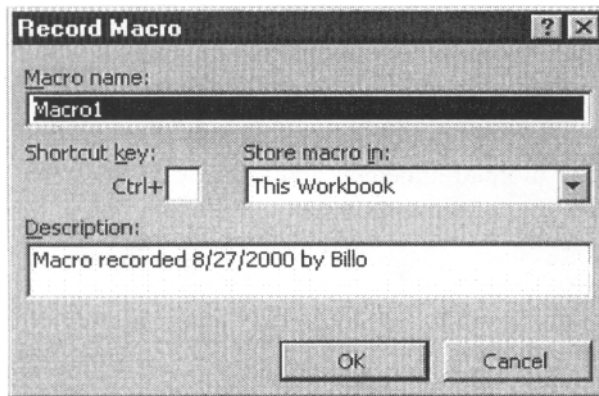 Record Macro ? ×
Macro name:
Macro1
Shortcut key: Store macro in:
Ctrl+ This Workbook
Description:
Macro recorded 8/27/2000 by Billo
OK Cancel